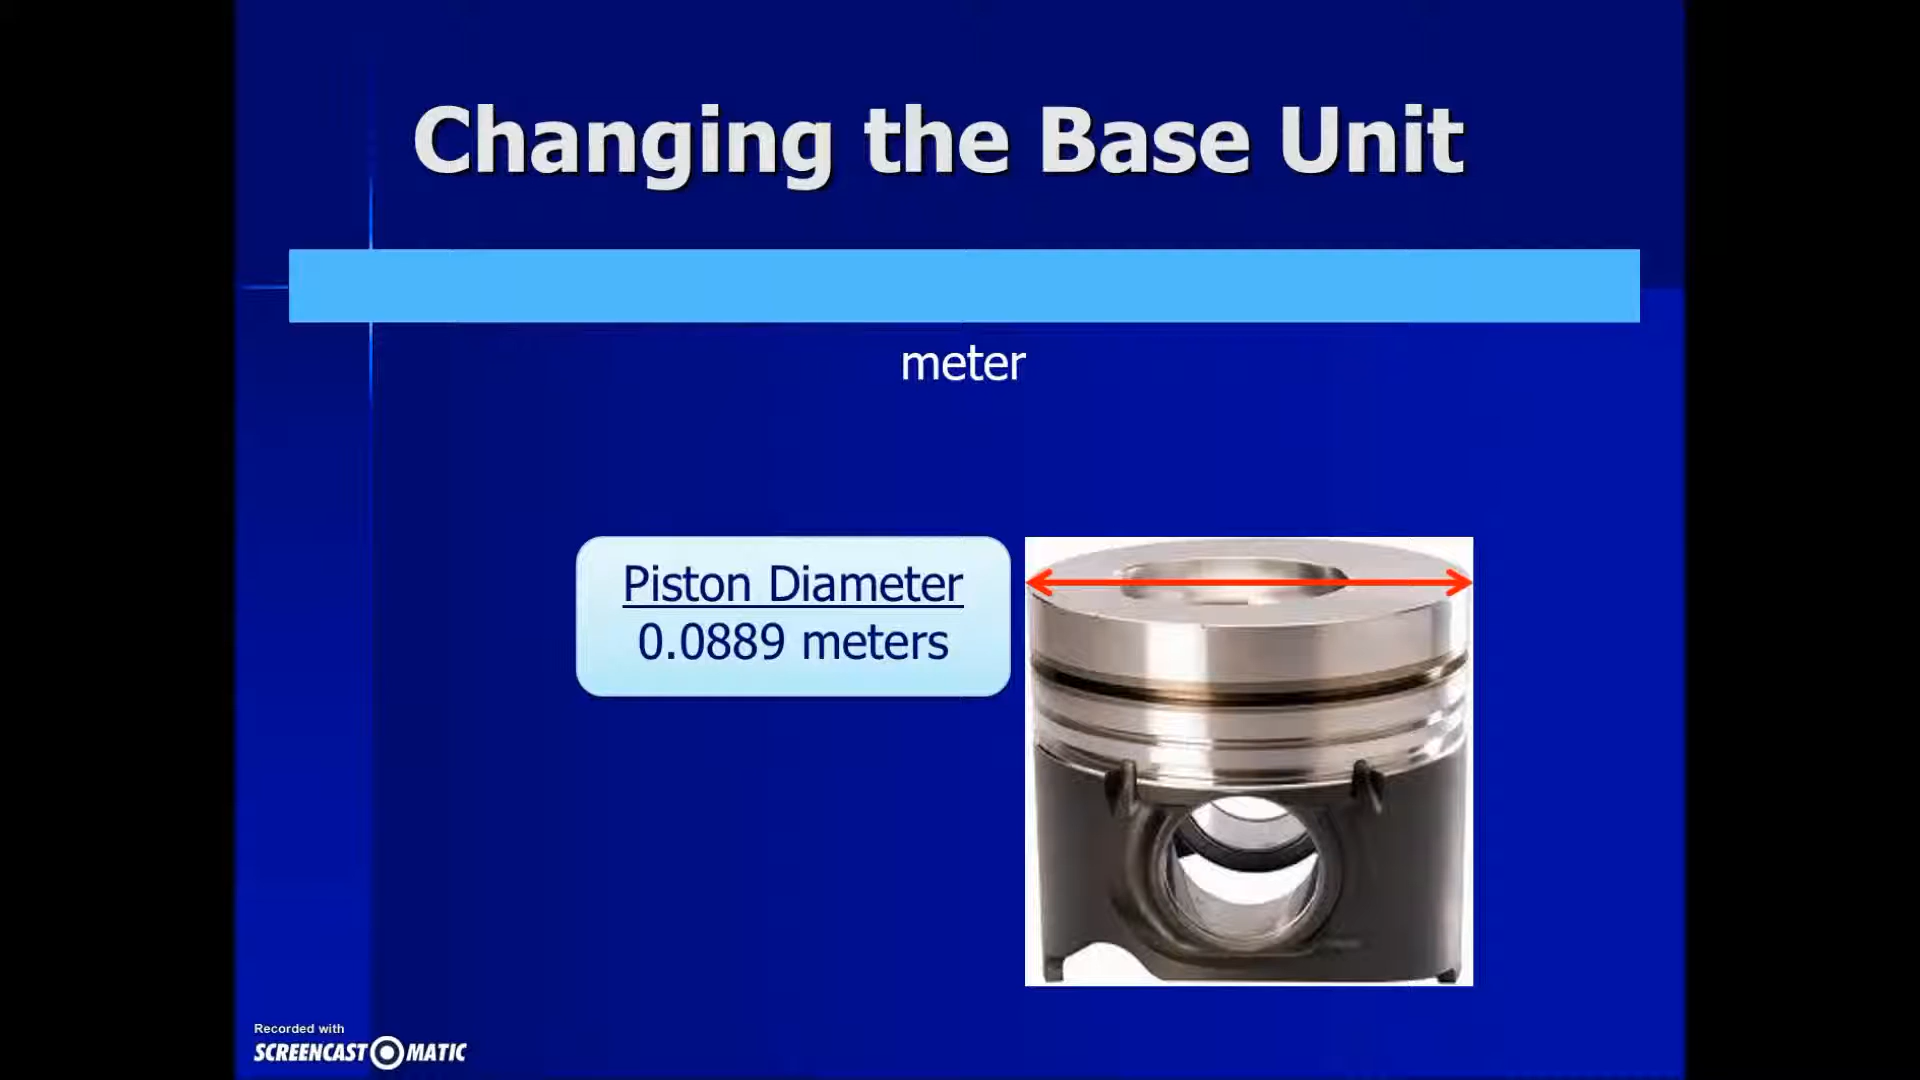 Changing the Base Unit
meter
Piston Diameter
0.0889 meters
Recorded with
SCREENCAST MATIC